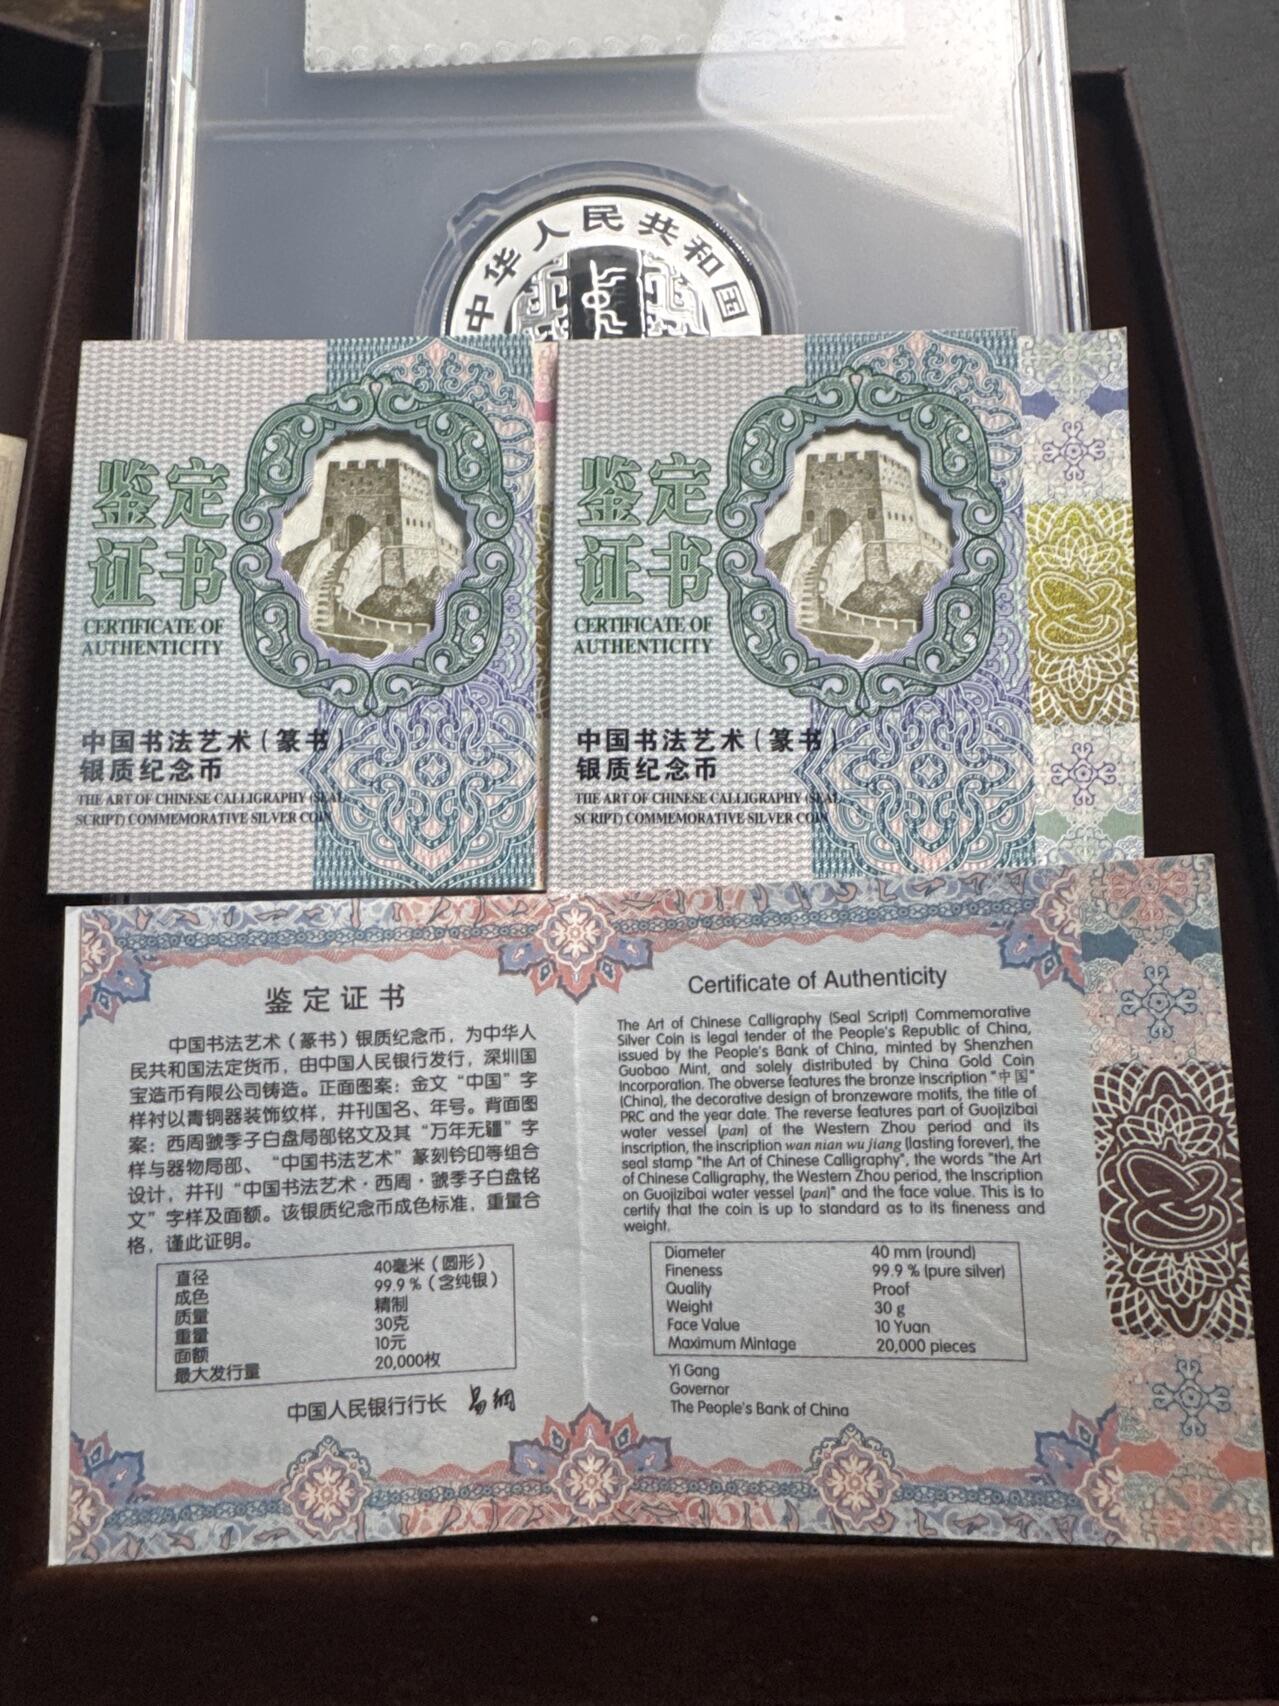 中华人民共和国
鉴定
证书
CERTIFICATE OF
AUTHENTICITY
中国书法艺术（篆书）
银质纪念币
THE ART OF CHINESE CALLIGRAPHY (SEAL
SCRIPT) COMMEMORATIVE SILVER COIN
鉴定
证书
CERTIFICATE OF
AUTHENTICITY
中国书法艺术（篆书）
银质纪念币
THE ART OF CHINESE CALLIGRAPHY (SEAL
SCRIPT) COMMEMORATIVE SILVER COIN
鉴定证书
中国书法艺术（篆书）银质纪念币，为中华人
民共和国法定货币，由中国人民银行发行，深圳国
宝造币有限公司铸造。正面图案：金文“中国”字
样衬以青铜器装饰纹样，并刊国名、年号。背面图
案：西周虢季子白盘局部铭文及其“万年无疆”字
样与器物局部、“中国书法艺术”篆刻钤印等组合
设计，并刊“中国书法艺术·西周·虢季子白盘铭
文”字样及面额。该银质纪念币成色标准，重量合
格，谨此证明。
直径 40毫米（圆形）
成色 99.9％（含纯银）
质量 精制
重量 30克
面额 10元
最大发行量 20,000枚
中国人民银行行长 易纲
Certificate of Authenticity
The Art of Chinese Calligraphy (Seal Script) Commemorative
Silver Coin is legal tender of the People's Republic of China,
issued by the People's Bank of China, minted by Shenzhen
Guobao Mint, and solely distributed by China Gold Coin
Incorporation. The obverse features the bronze inscription "中国"
(China), the decorative design of bronzeware motifs, the title of
PRC and the year date. The reverse features part of Guojizibai
water vessel (pan) of the Western Zhou period and its
inscription, the inscription wan nian wu jiang (lasting forever), the
seal stamp "the Art of Chinese Calligraphy", the words "the Art
of Chinese Calligraphy, the Western Zhou period, the Inscription
on Guojizibai water vessel (pan)" and the face value. This is to
certify that the coin is up to standard as to its fineness and
weight.
Diameter 40 mm (round)
Fineness 99.9 % (pure silver)
Quality Proof
Weight 30 g
Face Value 10 Yuan
Maximum Mintage 20,000 pieces
Yi Gang
Governor
The People's Bank of China